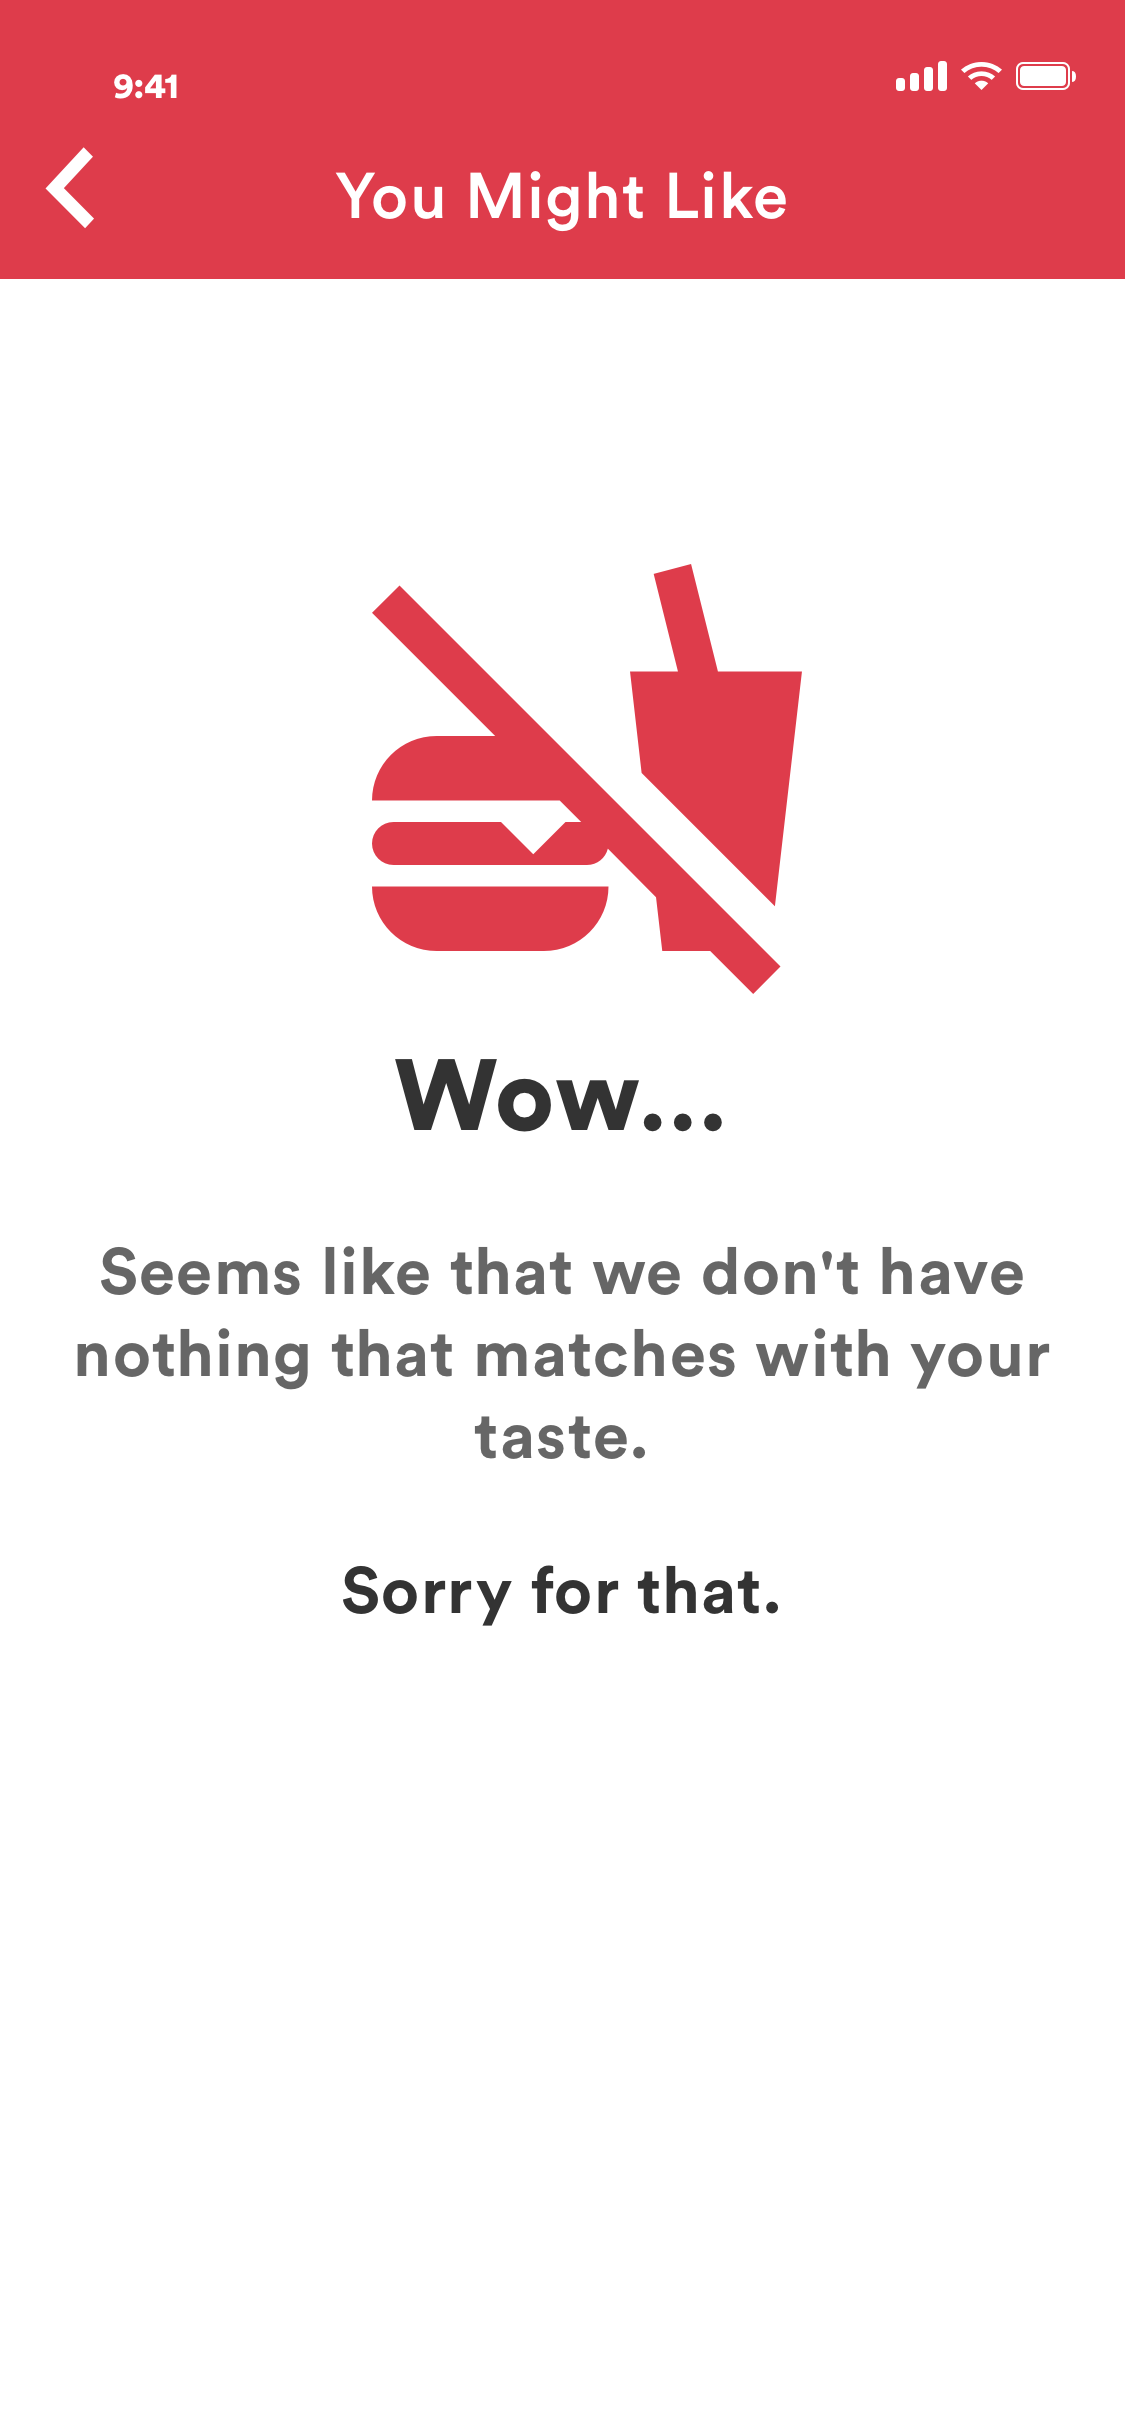 9:41
You Might Like
Wow...
Seems like that we don't have
nothing that matches with your
taste.
Sorry for that.